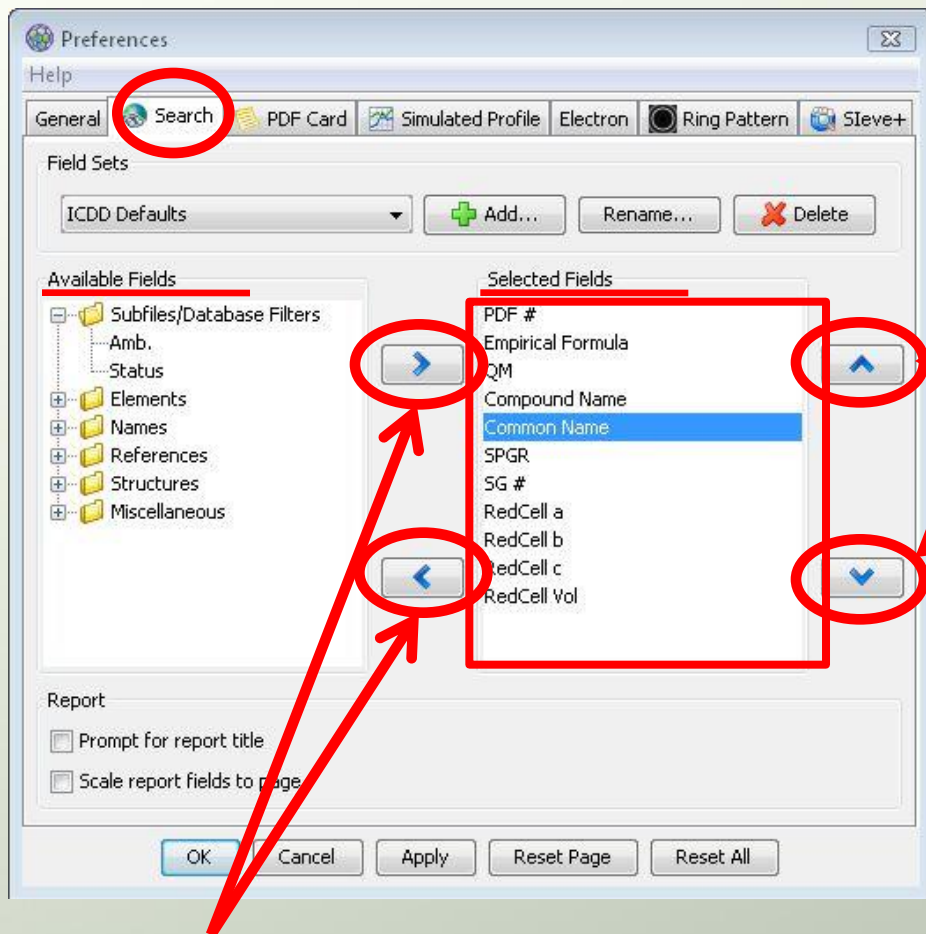 Preferences
Help
General Search PDF Card Simulated Profile Electron Ring Pattern SIeve+
Field Sets
ICDD Defaults Add... Rename... Delete
Available Fields
Subfiles/Database Filters
Amb.
Status
Elements
Names
References
Structures
Miscellaneous
Selected Fields
PDF #
Empirical Formula
QM
Compound Name
Common Name
SPGR
SG #
RedCell a
RedCell b
RedCell c
RedCell Vol
Report
Prompt for report title
Scale report fields to page
OK Cancel Apply Reset Page Reset All